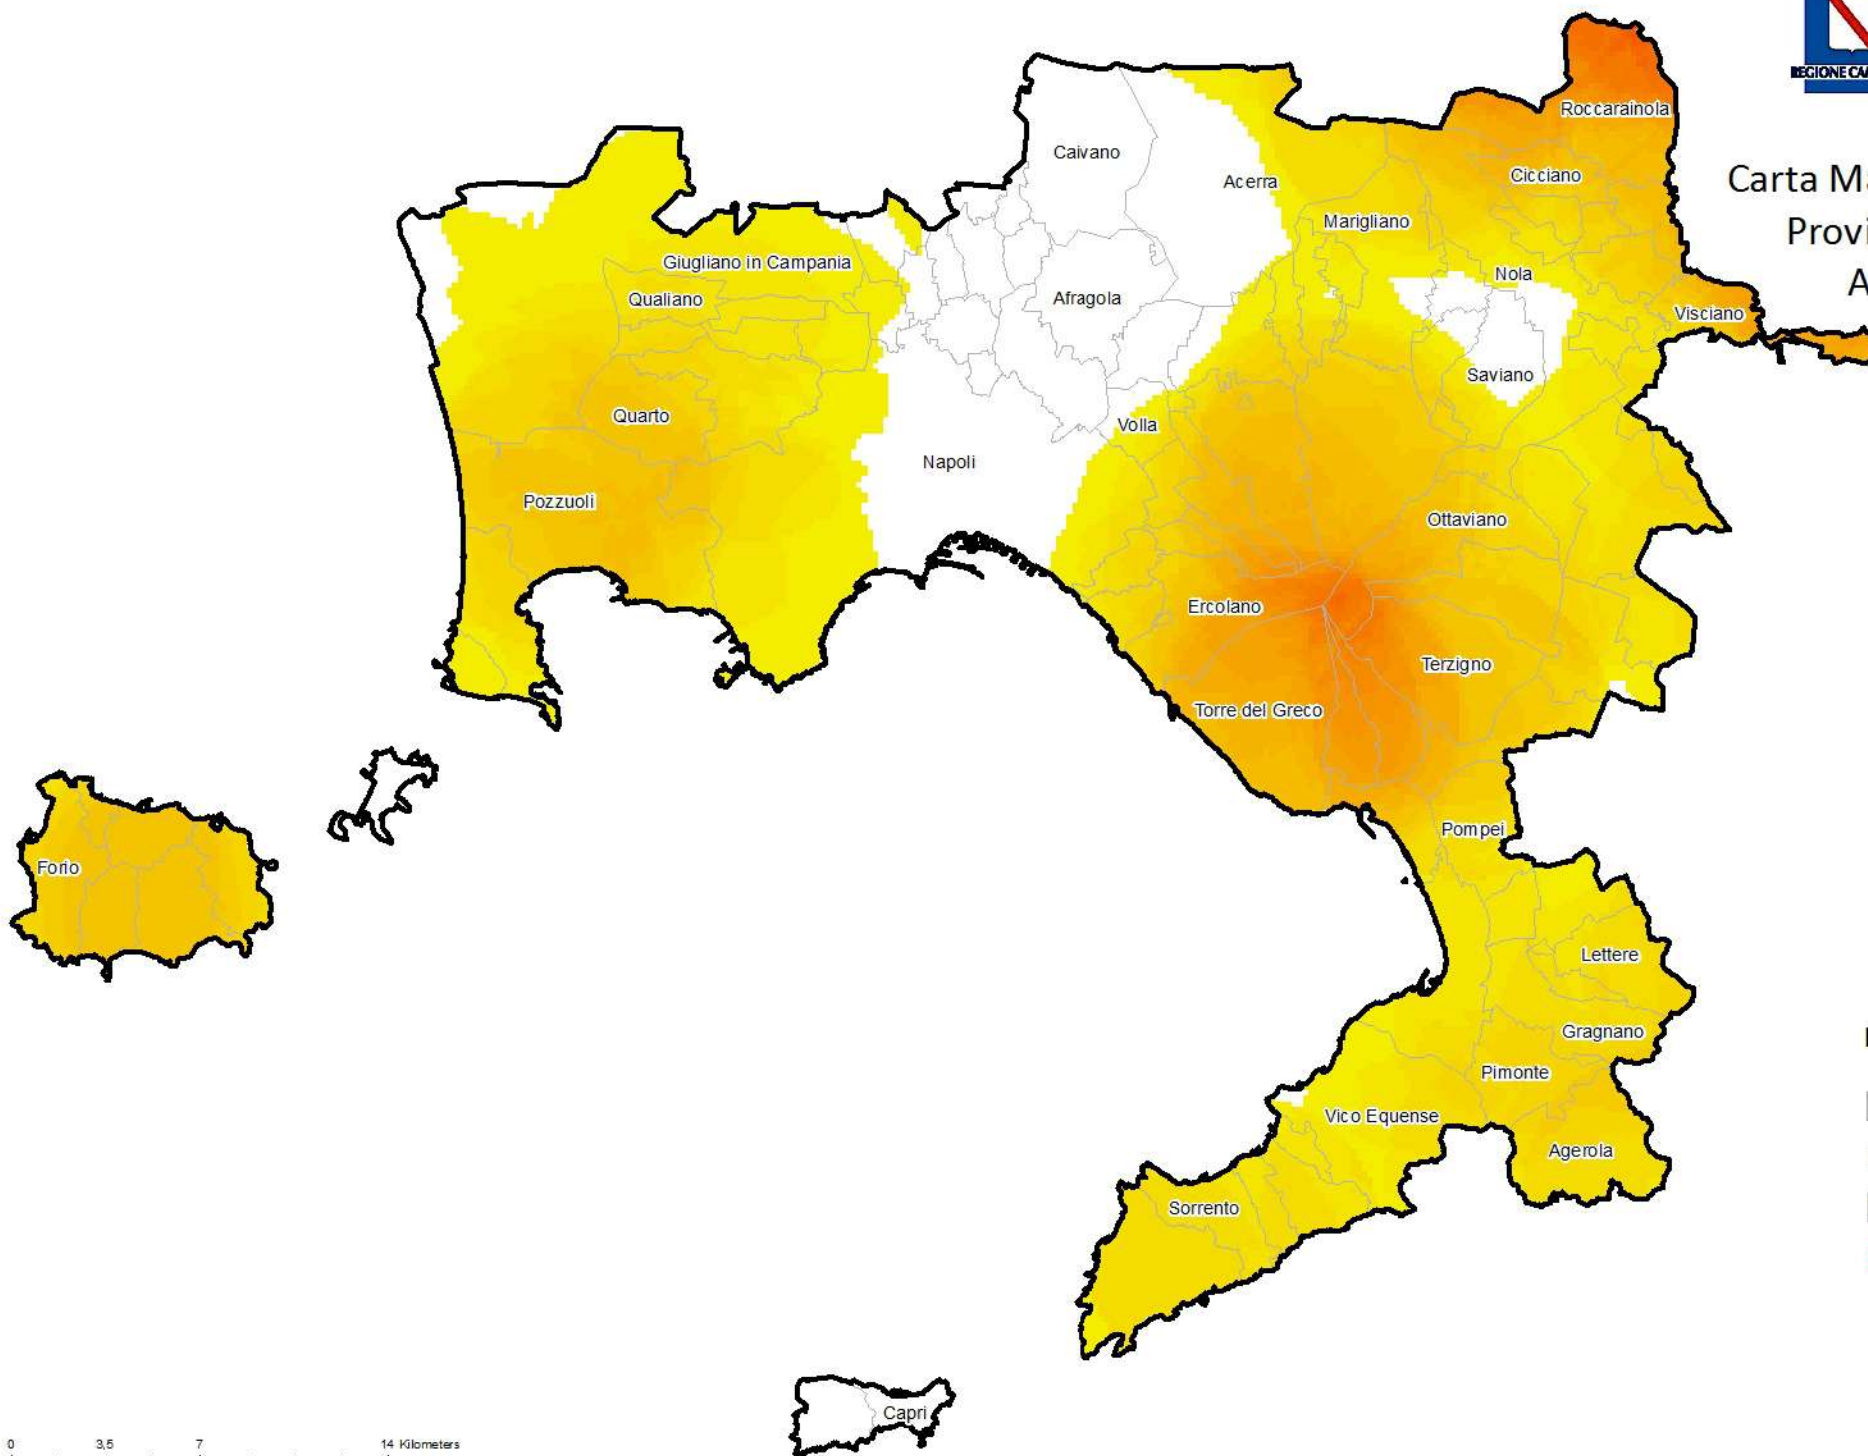 REGIONE CA
Roccarainola
Caivano
Carta Ma
Cicciano
Acerra
Marigliano
Provi
Giugliano in Campania
Nola
A
Qualiano
Afragola
Visciano
Saviano
Quarto
Volla
Napoli
Pozzuoli
Ottaviano
Ercolano
Terzigno
Torre del Greco
Pompei
Forio
Lettere
Gragnano
Pimonte
Vico Equense
Agerola
Sorrento
Capri
0 3,5 7 14 Kilometers